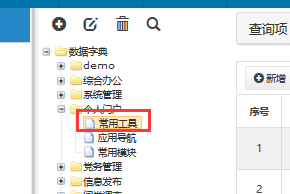 查询项
数据字典
demo
综合办公
系统管理
个人门户
常用工具
应用导航
常用模块
党务管理
信息发布
新增
序号
1
2